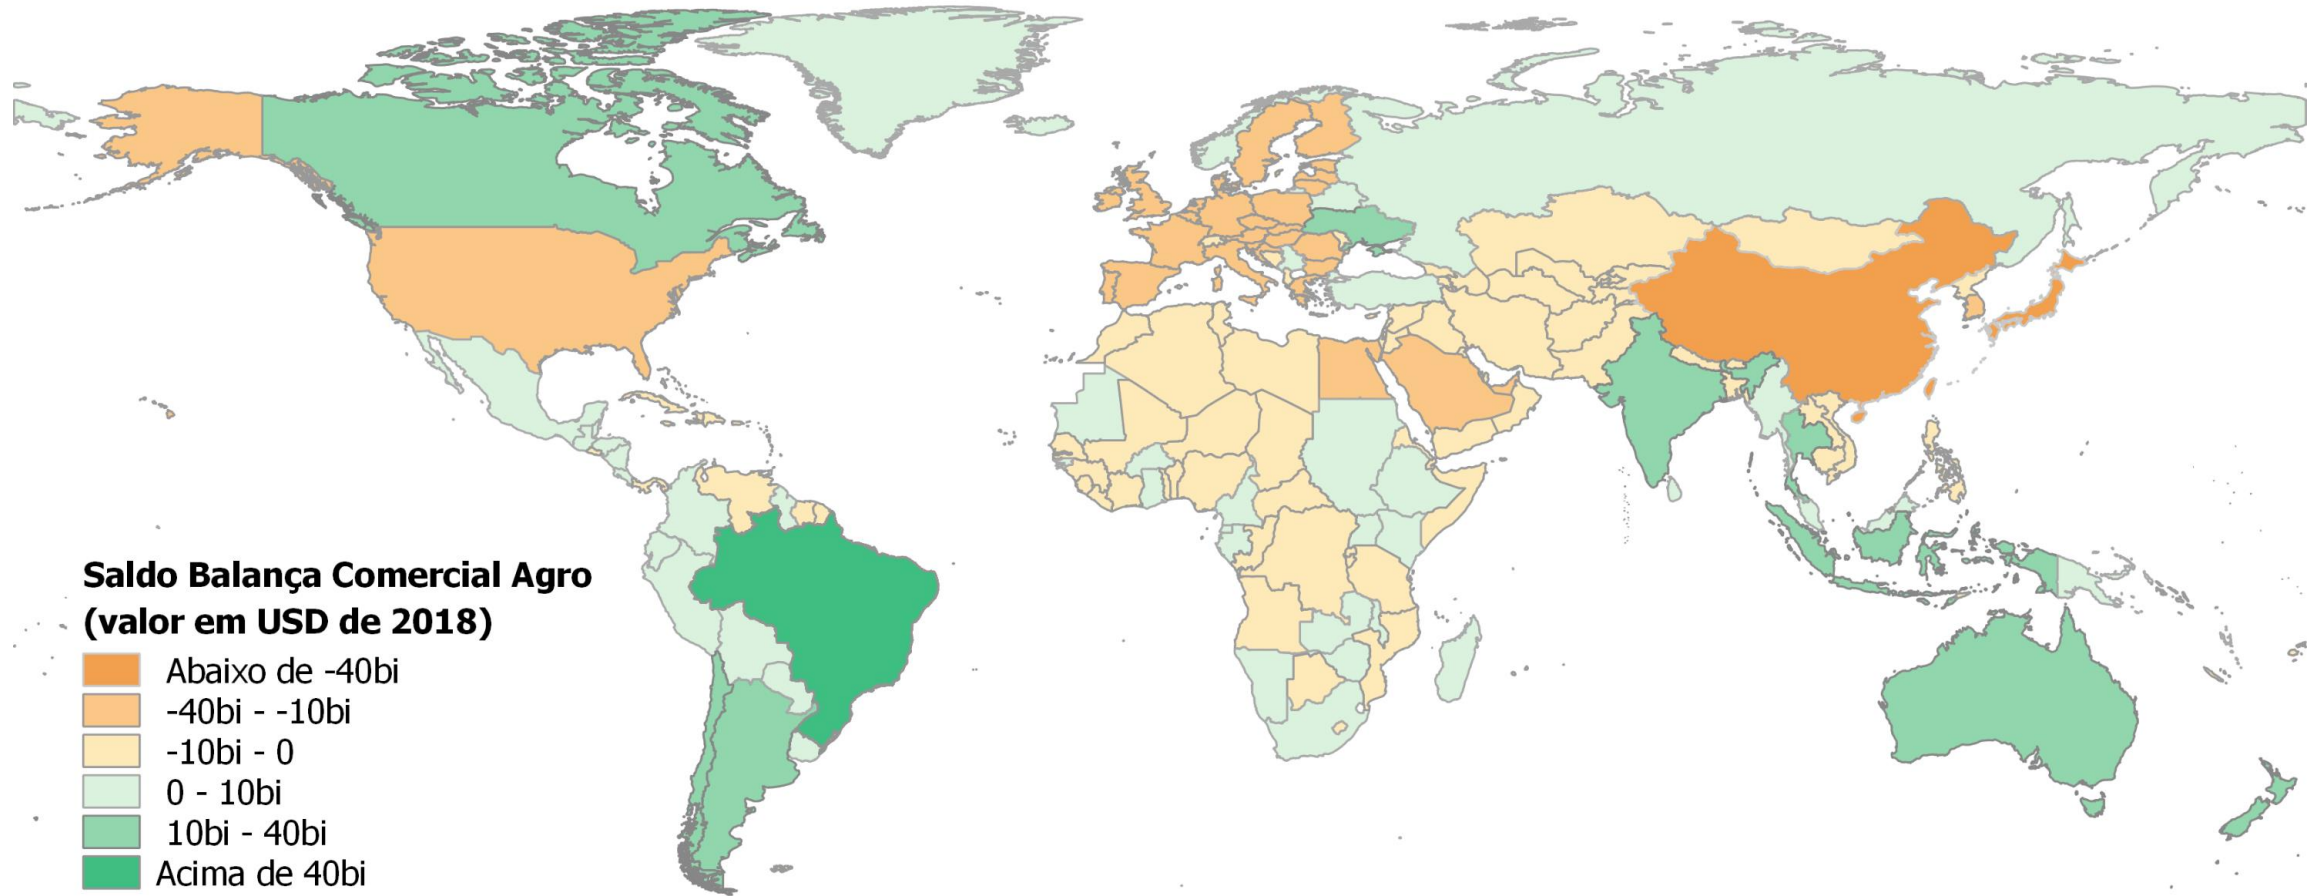 Saldo Balança Comercial Agro
(valor em USD de 2018)
Abaixo de -40bi
-40bi - -10bi
-10bi - 0
0 - 10bi
10bi - 40bi
Acima de 40bi